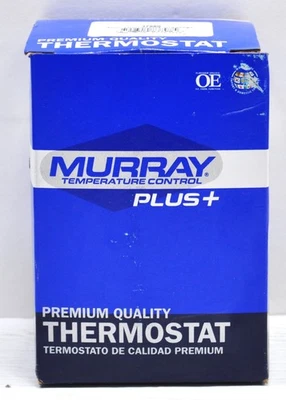 PREMIUM QUALITY
THERMOSTAT
OE
MURRAY®
TEMPERATURE CONTROL
PLUS+
PREMIUM QUALITY
THERMOSTAT
TERMOSTATO DE CALIDAD PREMIUM